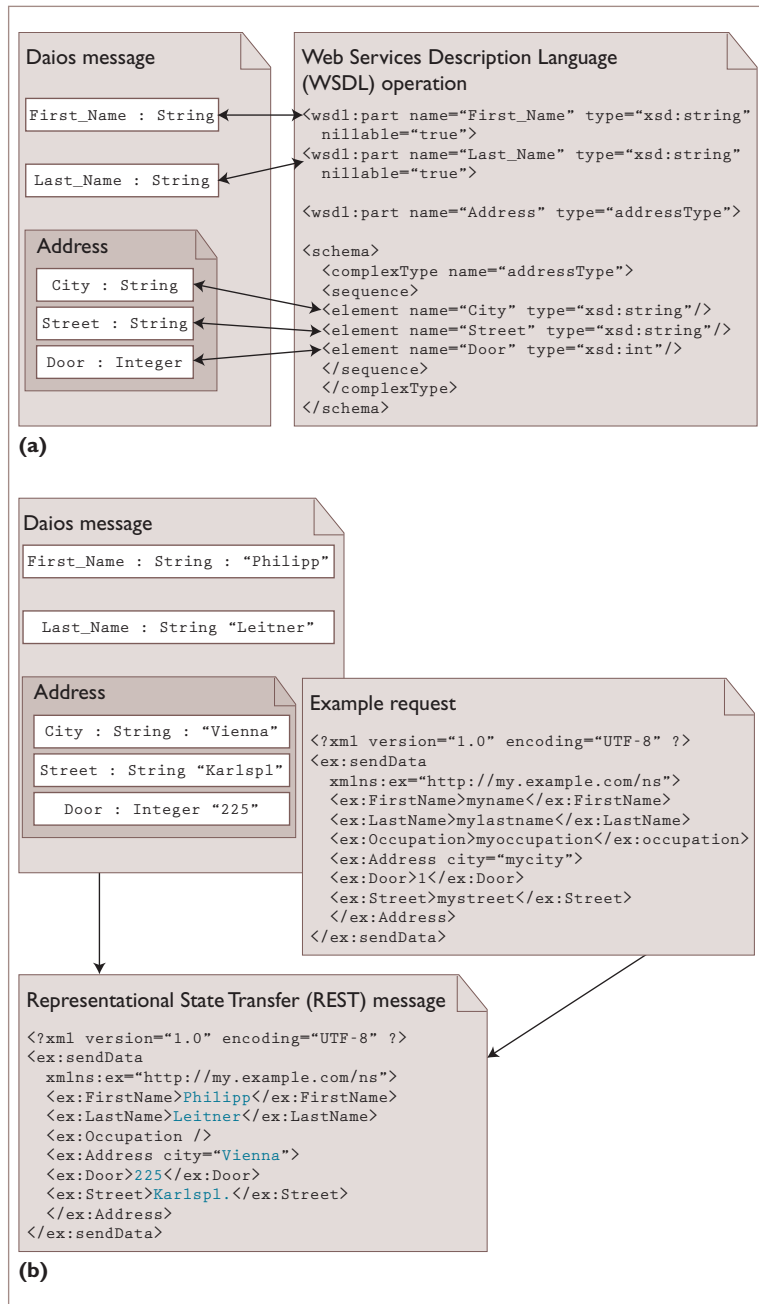 Daios message
First_Name : String
Last_Name : String
Address
City : String
Street : String
Door : Integer
Web Services Description Language
(WSDL) operation
<wsdl:part name=“First_Name” type=“xsd:string”
nillable=“true”>
<wsdl:part name=“Last_Name” type=“xsd:string”
nillable=“true”>
<wsdl:part name=“Address” type=“addressType”>
<schema>
<complexType name=“addressType”>
<sequence>
<element name=“City” type=“xsd:string”/>
<element name=“Street” type=“xsd:string”/>
<element name=“Door” type=“xsd:int”/>
</sequence>
</complexType>
</schema>
(a)
Daios message
First_Name : String : “Philipp”
Last_Name : String “Leitner”
Address
City : String : “Vienna”
Street : String “Karlspl”
Door : Integer “225”
Example request
<?xml version=“1.0” encoding=“UTF-8” ?>
<ex:sendData
xmlns:ex=“http://my.example.com/ns”>
<ex:FirstName>myname</ex:FirstName>
<ex:LastName>mylastname</ex:LastName>
<ex:Occupation>myoccupation</ex:occupation>
<ex:Address city=“mycity”>
<ex:Door>1</ex:Door>
<ex:Street>mystreet</ex:Street>
</ex:Address>
</ex:sendData>
Representational State Transfer (REST) message
<?xml version=“1.0” encoding=“UTF-8” ?>
<ex:sendData
xmlns:ex=“http://my.example.com/ns”>
<ex:FirstName>Philipp</ex:FirstName>
<ex:LastName>Leitner</ex:LastName>
<ex:Occupation />
<ex:Address city=“Vienna”>
<ex:Door>225</ex:Door>
<ex:Street>Karlspl.</ex:Street>
</ex:Address>
</ex:sendData>
(b)